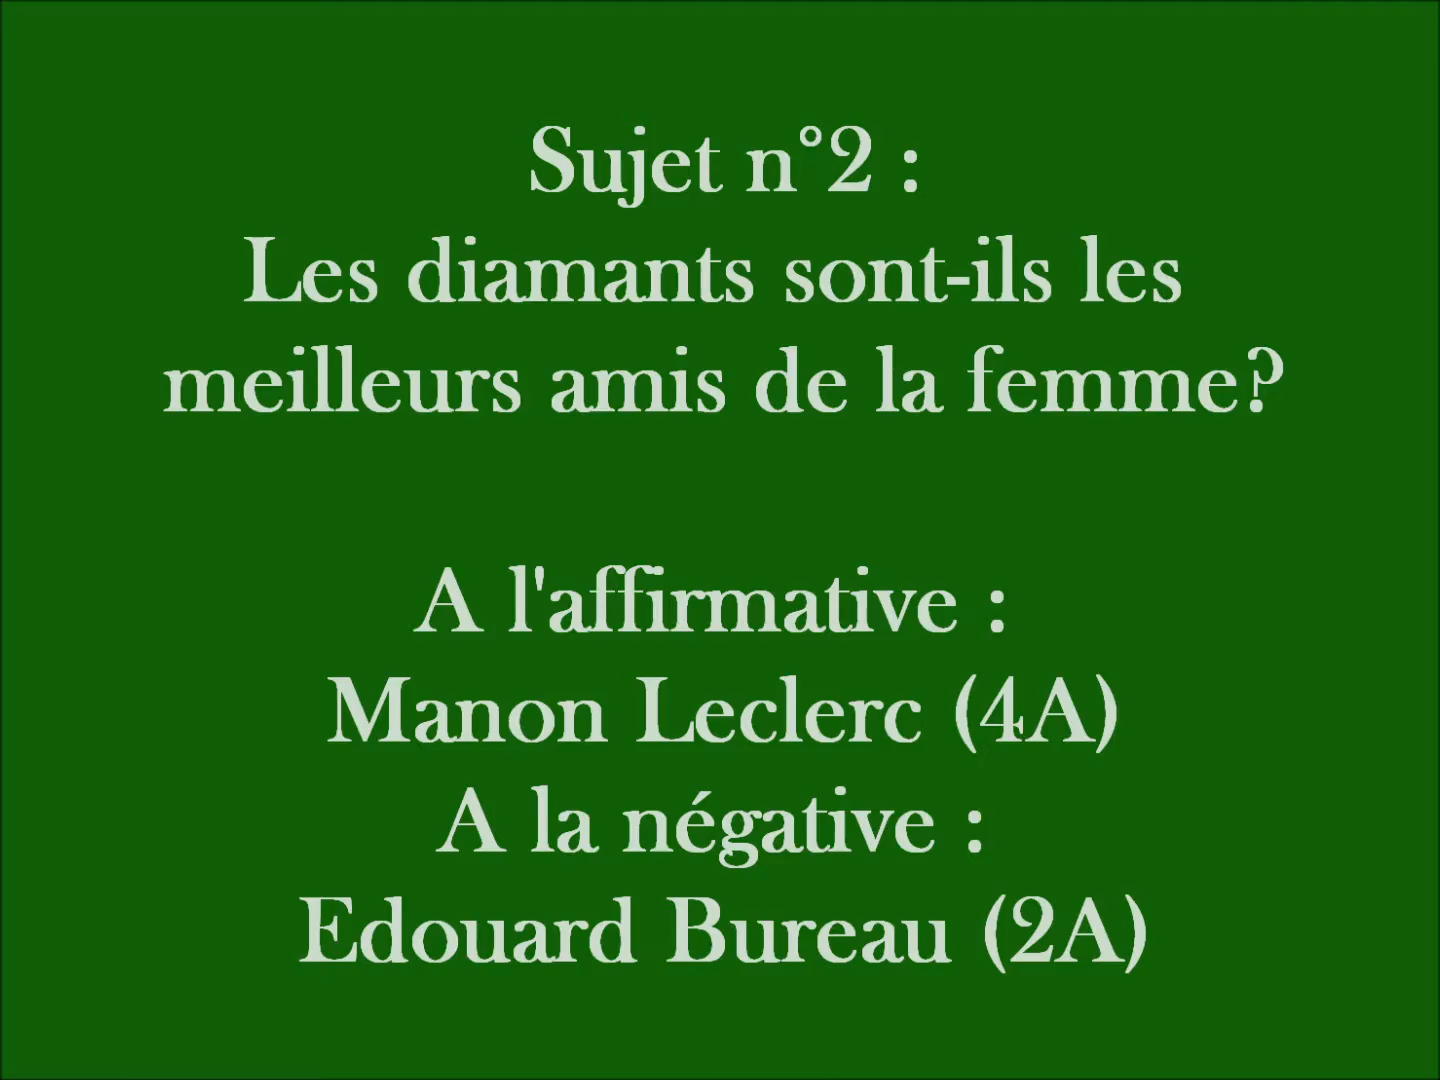 Sujet n°2 :
Les diamants sont-ils les
meilleurs amis de la femme?
A l'affirmative :
Manon Leclerc (4A)
A la négative :
Edouard Bureau (2A)